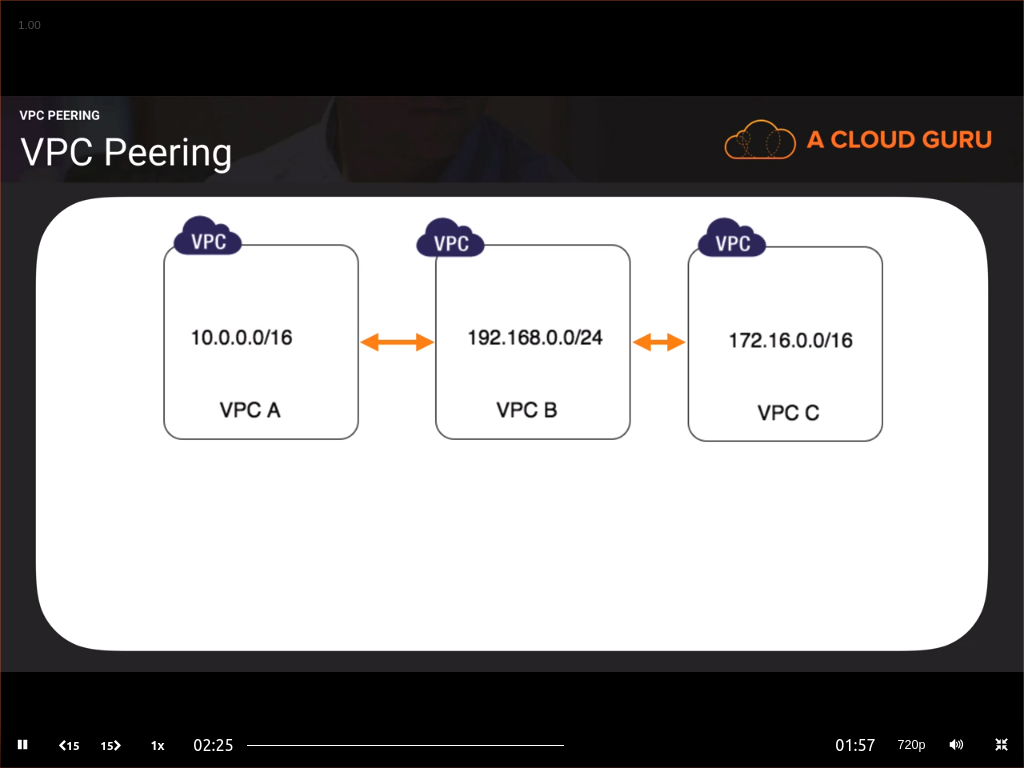 1.00
VPC PEERING
VPC Peering
A CLOUD GURU
VPC
VPC
VPC
10.0.0.0/16
192.168.0.0/24
172.16.0.0/16
VPC A
VPC B
VPC C
15
15
1x
02:25
01:57
720p